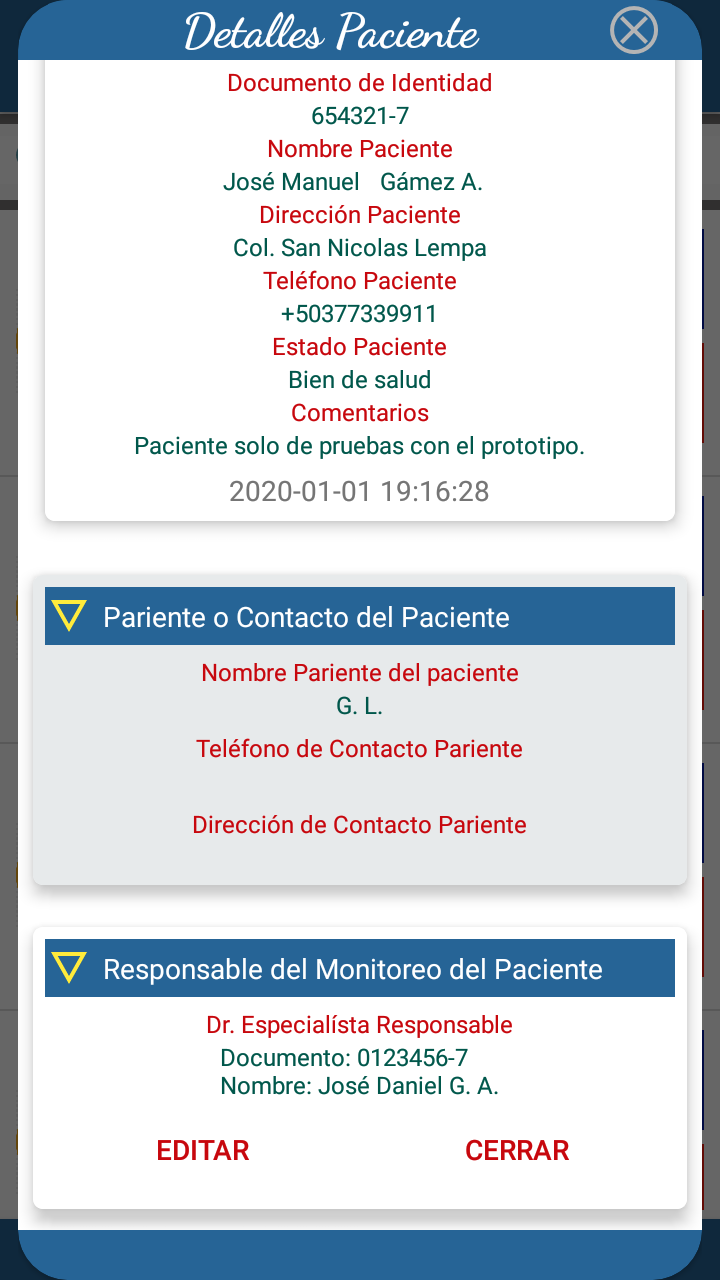 Detalles Paciente
Documento de Identidad
654321-7
Nombre Paciente
José Manuel Gámez A.
Dirección Paciente
Col. San Nicolas Lempa
Teléfono Paciente
+50377339911
Estado Paciente
Bien de salud
Comentarios
Paciente solo de pruebas con el prototipo.
2020-01-01 19:16:28
Pariente o Contacto del Paciente
Nombre Pariente del paciente
G. L.
Teléfono de Contacto Pariente
Dirección de Contacto Pariente
Responsable del Monitoreo del Paciente
Dr. Especialísta Responsable
Documento: 0123456-7
Nombre: José Daniel G. A.
EDITAR CERRAR